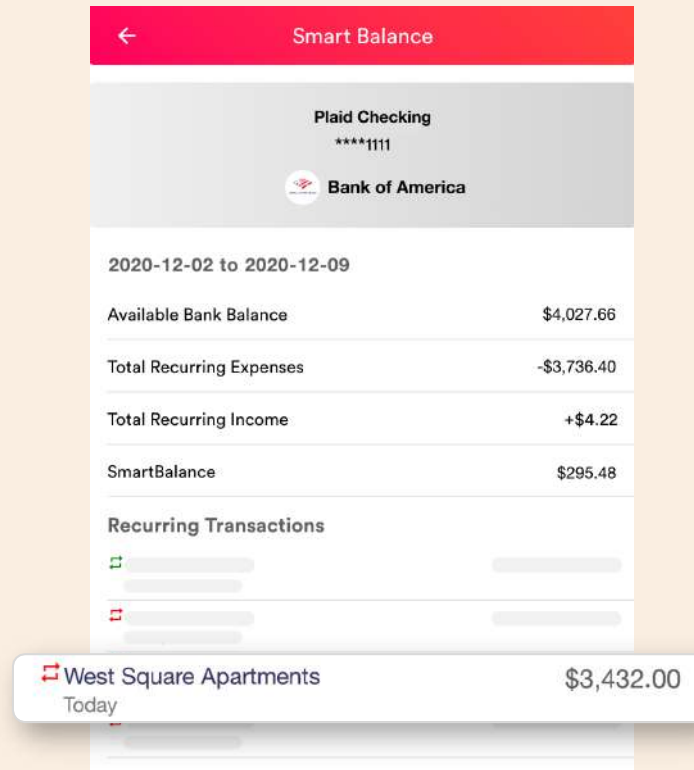 Smart Balance
Plaid Checking
****1111
Bank of America
2020-12-02 to 2020-12-09
Available Bank Balance $4,027.66
Total Recurring Expenses -$3,736.40
Total Recurring Income +$4.22
SmartBalance $295.48
Recurring Transactions
West Square Apartments $3,432.00
Today